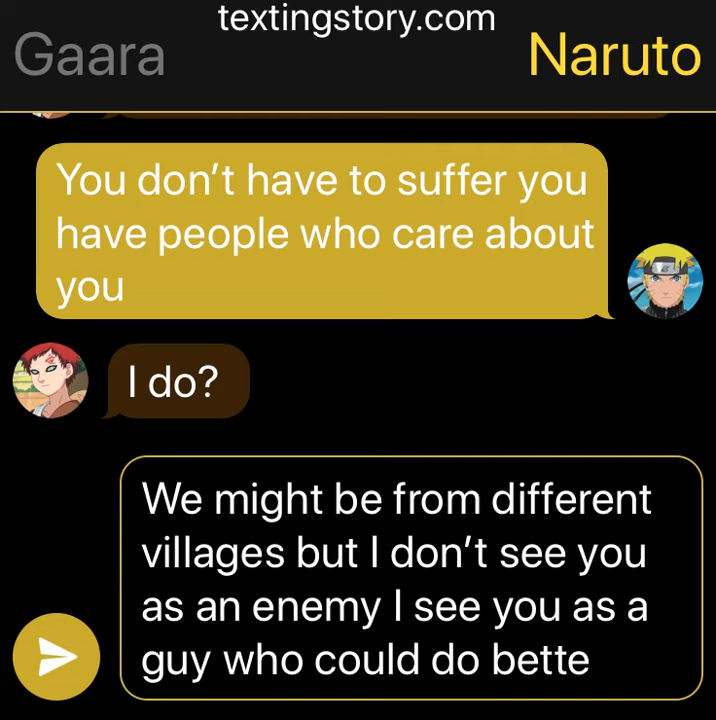 textingstory.com
Gaara
Naruto
You don’t have to suffer you
have people who care about
you
I do?
We might be from different
villages but I don’t see you
as an enemy I see you as a
guy who could do bette